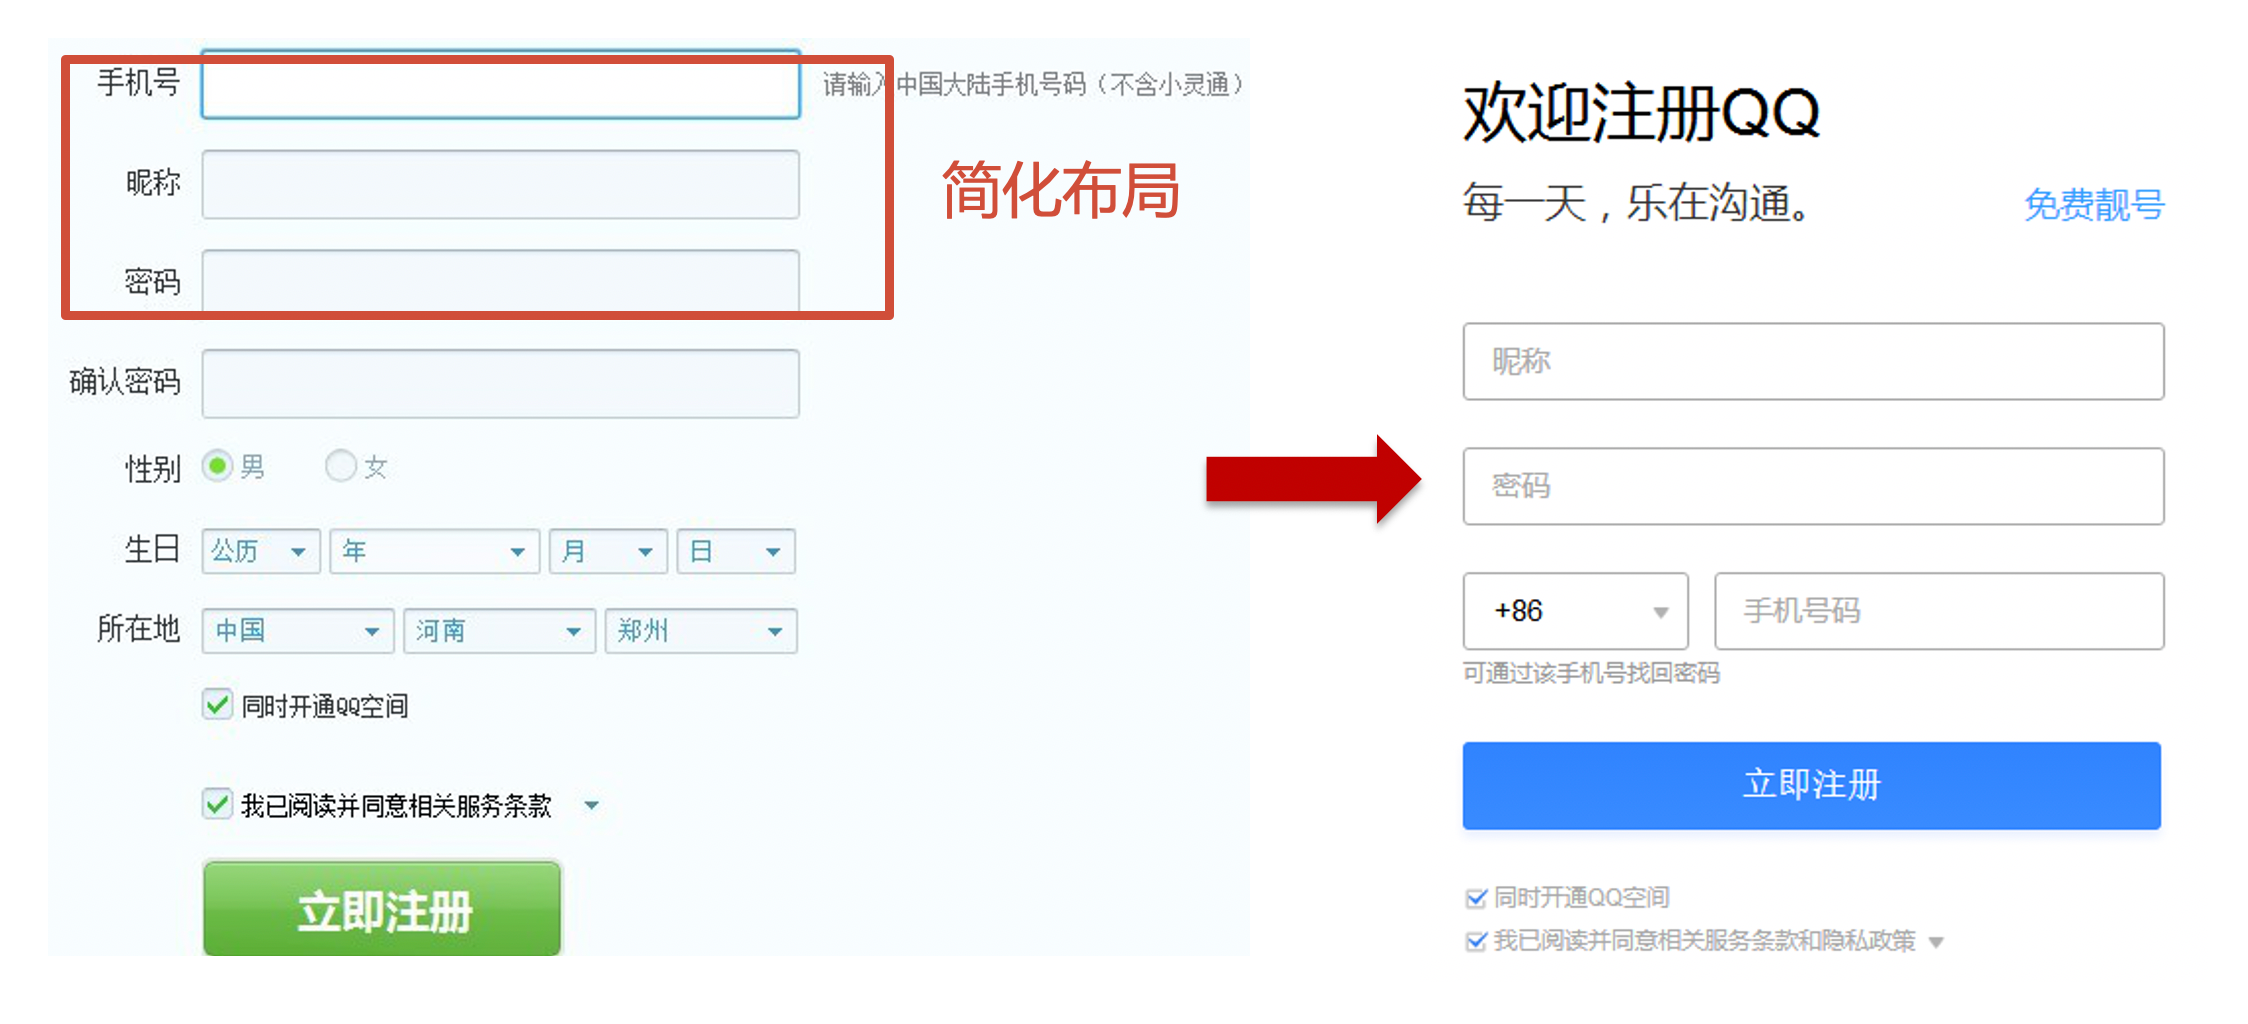 手机号
请输入中国大陆手机号码（不含小灵通）
昵称
简化布局
密码
确认密码
性别 男 女
生日 公历 年 月 日
所在地 中国 河南 郑州
同时开通QQ空间
我已阅读并同意相关服务条款
立即注册
欢迎注册QQ
每一天，乐在沟通。
免费靓号
昵称
密码
+86 手机号码
可通过该手机号找回密码
立即注册
同时开通QQ空间
我已阅读并同意相关服务条款和隐私政策